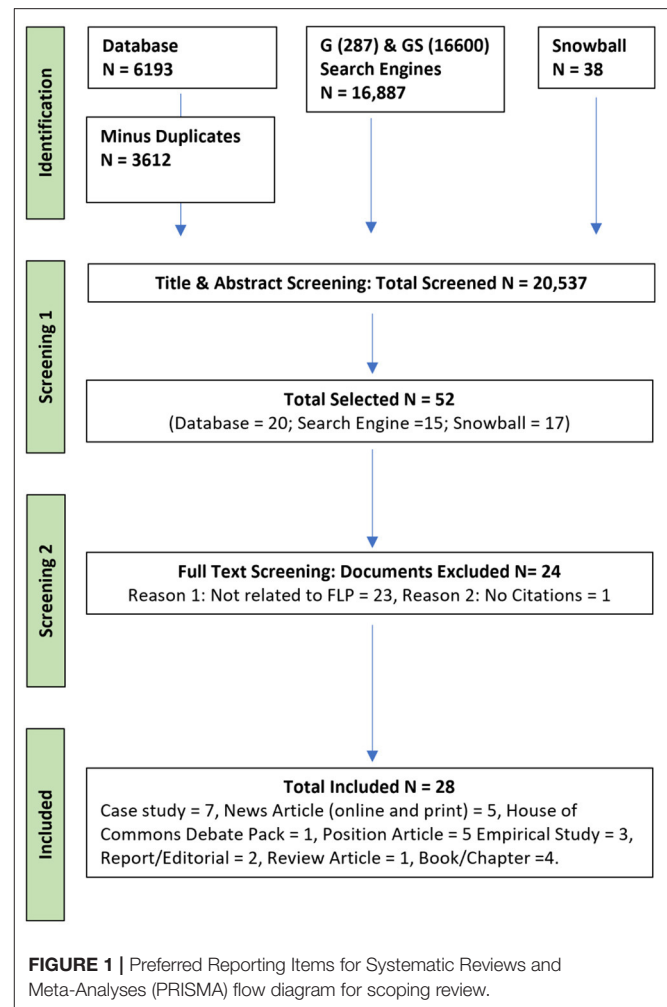 Identification
Database
N = 6193
G (287) & GS (16600)
Search Engines
N = 16,887
Snowball
N = 38
Minus Duplicates
N = 3612
Screening 1
Title & Abstract Screening: Total Screened N = 20,537
Total Selected N = 52
(Database = 20; Search Engine =15; Snowball = 17)
Screening 2
Full Text Screening: Documents Excluded N= 24
Reason 1: Not related to FLP = 23, Reason 2: No Citations = 1
Included
Total Included N = 28
Case study = 7, News Article (online and print) = 5, House of
Commons Debate Pack = 1, Position Article = 5 Empirical Study = 3,
Report/Editorial = 2, Review Article = 1, Book/Chapter =4.
FIGURE 1 | Preferred Reporting Items for Systematic Reviews and
Meta-Analyses (PRISMA) flow diagram for scoping review.